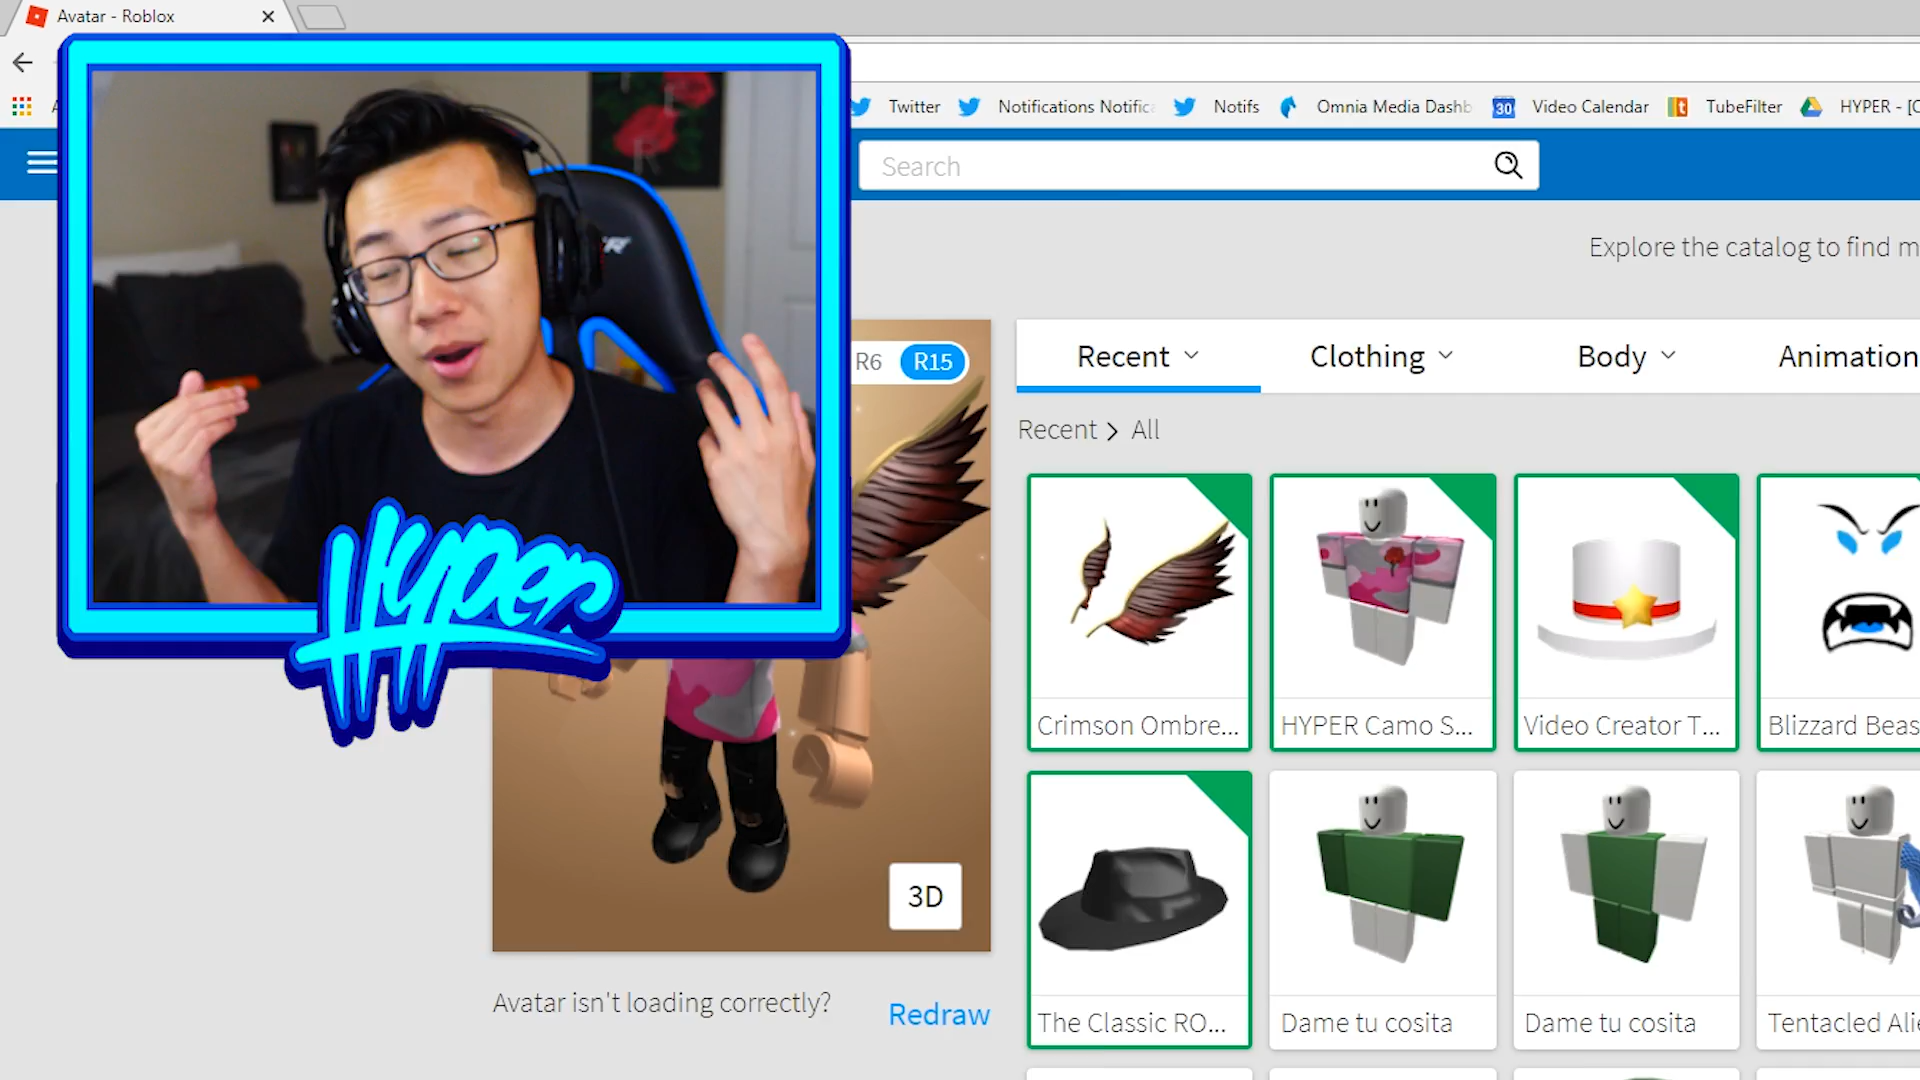 Avatar - Roblox
Twitter
Notifications Notifica
Notifs
Omnia Media Dashb
30
Video Calendar
TubeFilter
HYPER - [C
Search
Explore the catalog to find m
Hyper
R6
R15
Recent
Clothing
Body
Animation
Recent > All
Crimson Ombre...
HYPER Camo S...
Video Creator T...
Blizzard Beas
3D
The Classic RO...
Dame tu cosita
Dame tu cosita
Tentacled Alie
Avatar isn't loading correctly?
Redraw